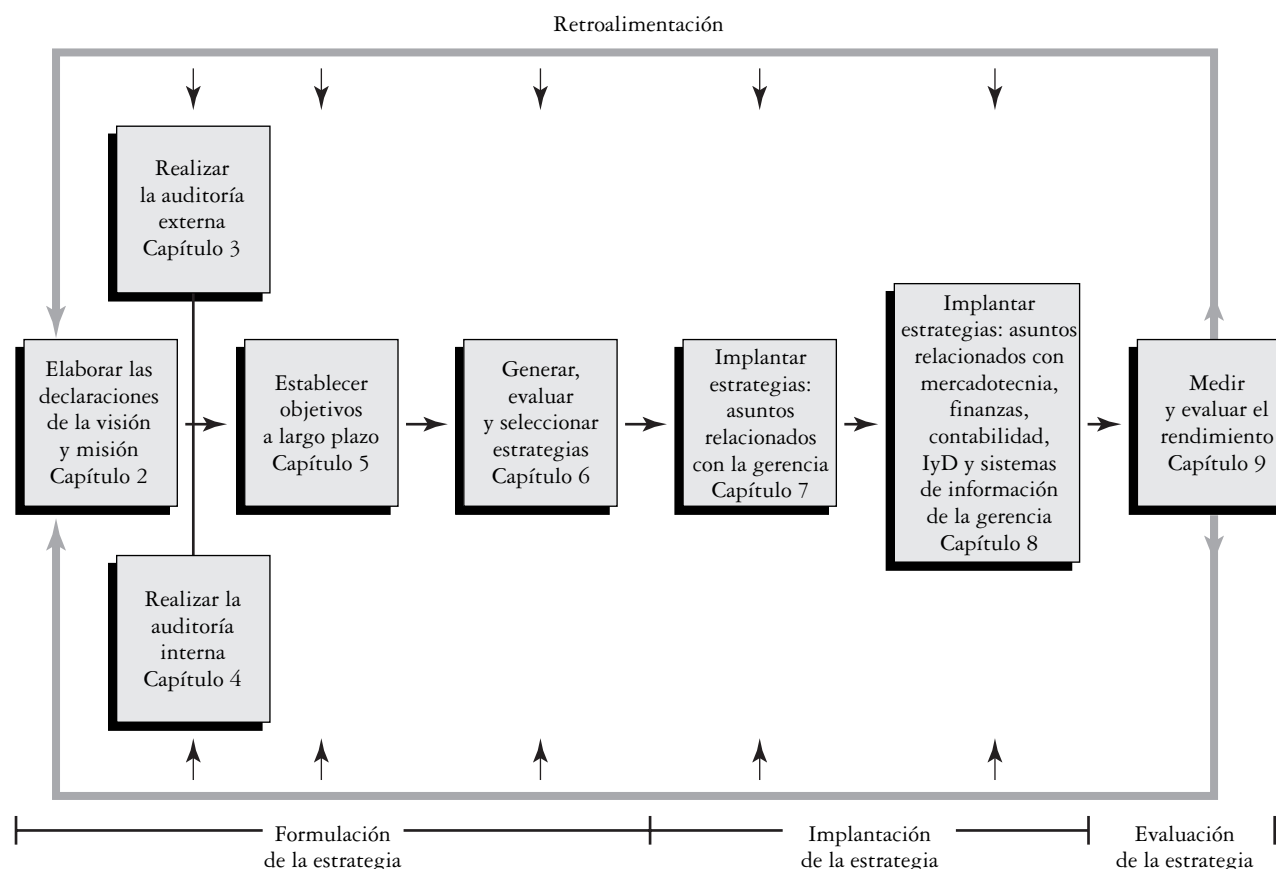 Retroalimentación
Realizar
la auditoría
externa
Capítulo 3
Elaborar las
declaraciones
de la visión
y misión
Capítulo 2
Realizar la
auditoría
interna
Capítulo 4
Establecer
objetivos
a largo plazo
Capítulo 5
Generar,
evaluar
y seleccionar
estrategias
Capítulo 6
Implantar
estrategias:
asuntos
relacionados
con la gerencia
Capítulo 7
Implantar
estrategias: asuntos
relacionados con
mercadotecnia,
finanzas,
contabilidad,
IyD y sistemas
de información
de la gerencia
Capítulo 8
Medir
y evaluar el
rendimiento
Capítulo 9
Formulación
de la estrategia
Implantación
de la estrategia
Evaluación
de la estrategia